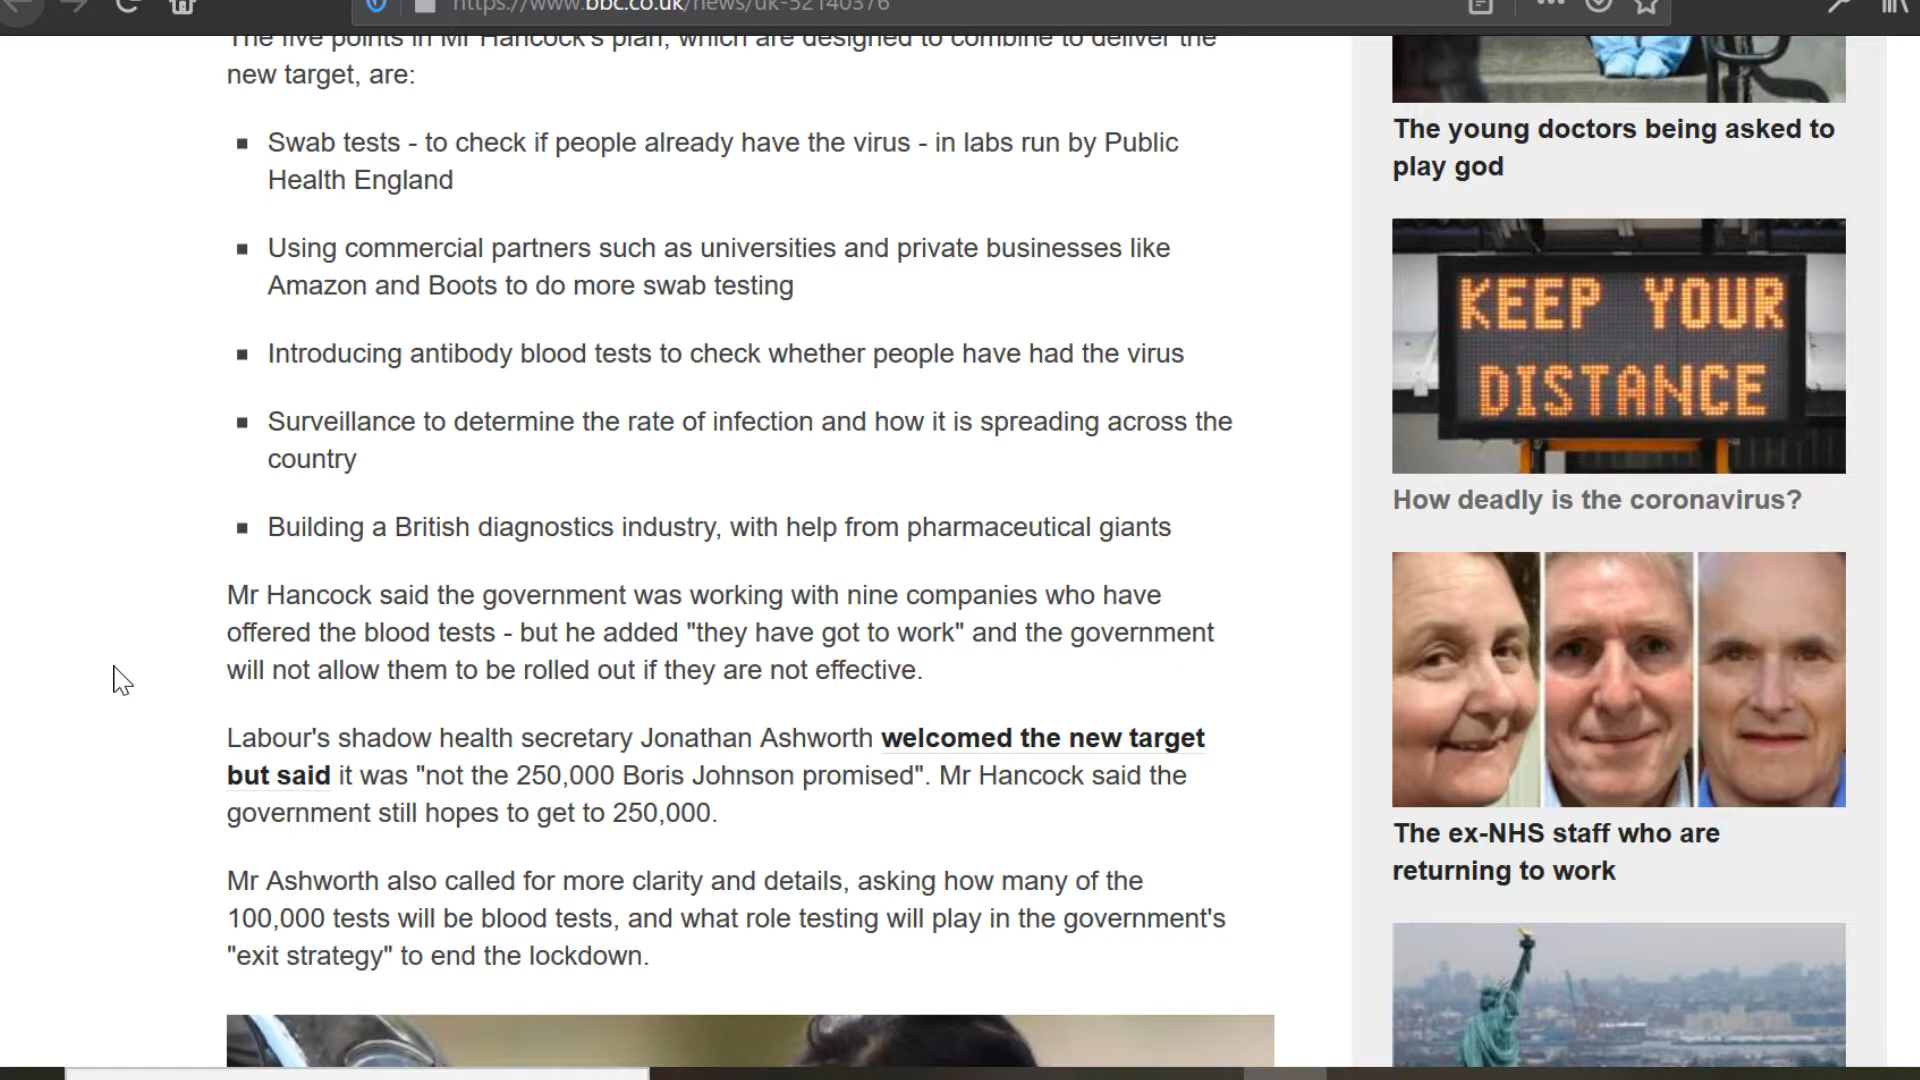 https://www.bbc.co.uk/news/uk-52140376
The five points in Mr Hancock's plan, which are designed to combine to deliver the
new target, are:
Swab tests - to check if people already have the virus - in labs run by Public
Health England
Using commercial partners such as universities and private businesses like
Amazon and Boots to do more swab testing
Introducing antibody blood tests to check whether people have had the virus
Surveillance to determine the rate of infection and how it is spreading across the
country
Building a British diagnostics industry, with help from pharmaceutical giants
Mr Hancock said the government was working with nine companies who have
offered the blood tests - but he added "they have got to work" and the government
will not allow them to be rolled out if they are not effective.
Labour's shadow health secretary Jonathan Ashworth welcomed the new target
but said it was "not the 250,000 Boris Johnson promised". Mr Hancock said the
government still hopes to get to 250,000.
Mr Ashworth also called for more clarity and details, asking how many of the
100,000 tests will be blood tests, and what role testing will play in the government's
"exit strategy" to end the lockdown.
The young doctors being asked to
play god
KEEP YOUR
DISTANCE
How deadly is the coronavirus?
The ex-NHS staff who are
returning to work